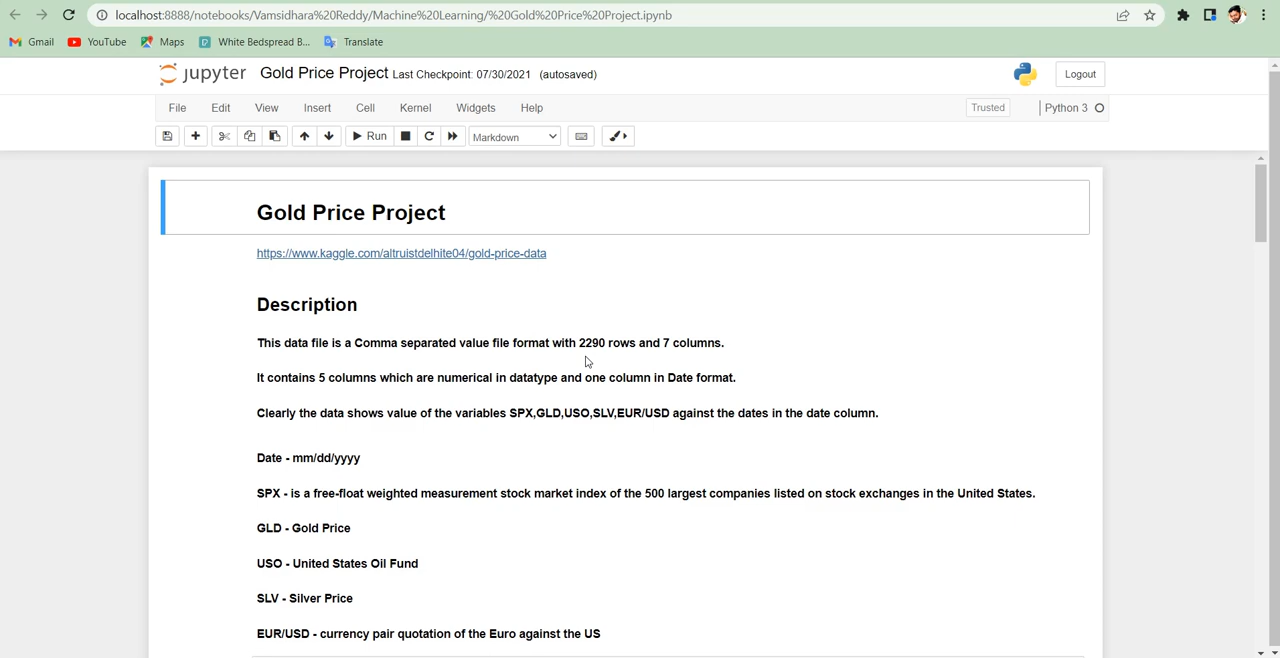 localhost:8888/notebooks/Vamsidhara%20Reddy/Machine%20Learning/%20Gold%20Price%20Project.ipynb
Gmail YouTube Maps White Bedspread B... Translate
jupyter Gold Price Project Last Checkpoint: 07/30/2021 (autosaved) Logout
File Edit View Insert Cell Kernel Widgets Help Trusted Python 3
Run Markdown
Gold Price Project
https://www.kaggle.com/altruistdelhite04/gold-price-data
Description
This data file is a Comma separated value file format with 2290 rows and 7 columns.
It contains 5 columns which are numerical in datatype and one column in Date format.
Clearly the data shows value of the variables SPX,GLD,USO,SLV,EUR/USD against the dates in the date column.
Date - mm/dd/yyyy
SPX - is a free-float weighted measurement stock market index of the 500 largest companies listed on stock exchanges in the United States.
GLD - Gold Price
USO - United States Oil Fund
SLV - Silver Price
EUR/USD - currency pair quotation of the Euro against the US